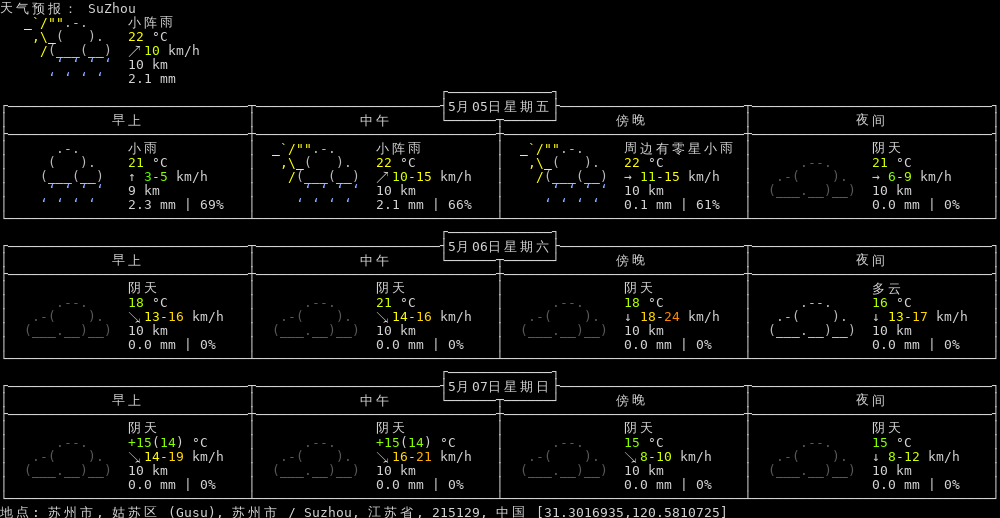 天气预报: SuZhou
小阵雨
22 °C
↗ 10 km/h
10 km
2.1 mm
5月05日星期五
早上 中午 傍晚 夜间
小雨 小阵雨 周边有零星小雨 阴天
21 °C 22 °C 22 °C 21 °C
↑ 3-5 km/h ↗ 10-15 km/h → 11-15 km/h → 6-9 km/h
9 km 10 km 10 km 10 km
2.3 mm | 69% 2.1 mm | 66% 0.1 mm | 61% 0.0 mm | 0%
5月06日星期六
早上 中午 傍晚 夜间
阴天 阴天 阴天 多云
18 °C 21 °C 18 °C 16 °C
↘ 13-16 km/h ↘ 14-16 km/h ↓ 18-24 km/h ↓ 13-17 km/h
10 km 10 km 10 km 10 km
0.0 mm | 0% 0.0 mm | 0% 0.0 mm | 0% 0.0 mm | 0%
5月07日星期日
早上 中午 傍晚 夜间
阴天 阴天 阴天 阴天
+15(14) °C +15(14) °C 15 °C 15 °C
↘ 14-19 km/h ↘ 16-21 km/h ↘ 8-10 km/h ↓ 8-12 km/h
10 km 10 km 10 km 10 km
0.0 mm | 0% 0.0 mm | 0% 0.0 mm | 0% 0.0 mm | 0%
地点: 苏州市, 姑苏区 (Gusu), 苏州市 / Suzhou, 江苏省, 215129, 中国 [31.3016935,120.5810725]